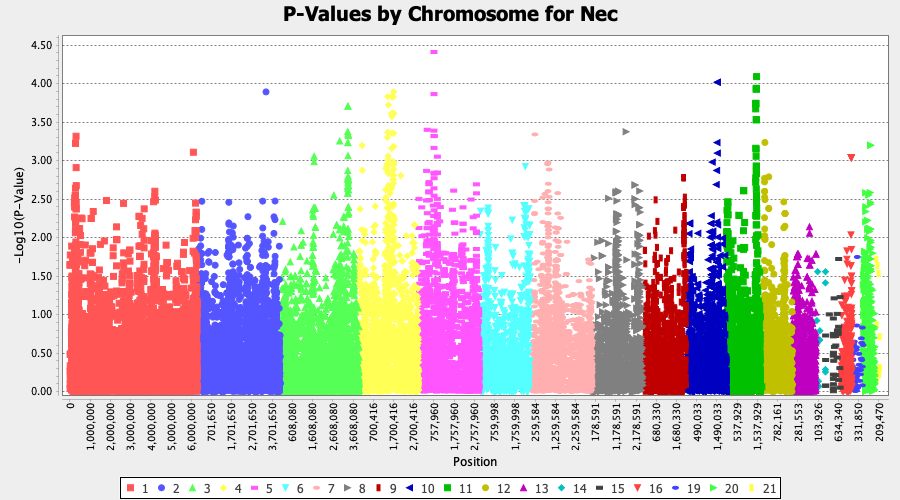 P-Values by Chromosome for Nec
4.50
4.00
3.50
3.00
2.50
2.00
1.50
1.00
0.50
0.00
−Log10(P-Value)
0 1,000,000 2,000,000 3,000,000 4,000,000 5,000,000 6,000,000 701,650 1,701,650 2,701,650 3,701,650 608,080 1,608,080 2,608,080 3,608,080 700,416 1,700,416 2,700,416 757,960 1,757,960 2,757,960 759,998 1,759,998 259,584 1,259,584 2,259,584 178,591 1,178,591 2,178,591 680,330 1,680,330 490,033 1,490,033 537,929 1,537,929 782,161 281,553 103,926 634,340 331,850 209,470
Position
1 2 3 4 5 6 7 8 9 10 11 12 13 14 15 16 19 20 21